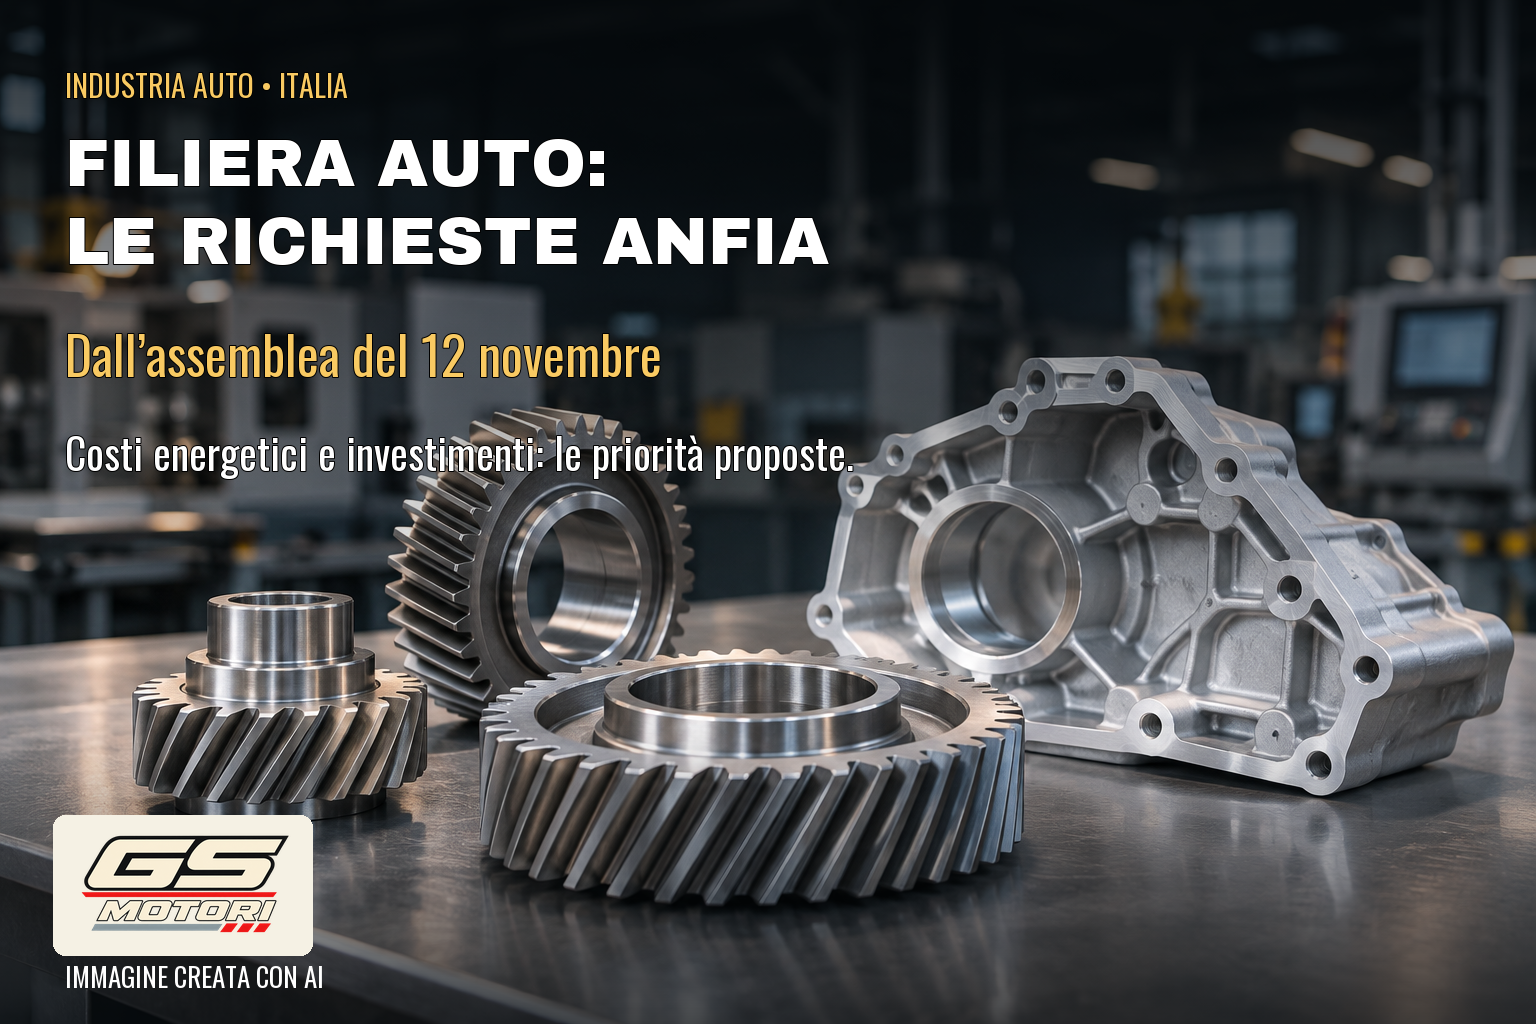 INDUSTRIA AUTO • ITALIA
FILIERA AUTO:
LE RICHIESTE ANFIA
Dall’assemblea del 12 novembre
Costi energetici e investimenti: le priorità proposte.
GS
MOTORI
IMMAGINE CREATA CON AI